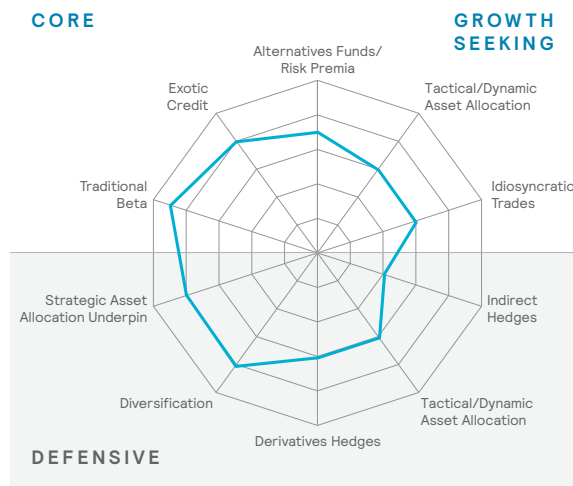 CORE
GROWTH
SEEKING
Alternatives Funds/
Risk Premia
Exotic
Credit
Tactical/Dynamic
Asset Allocation
Traditional
Beta
Idiosyncratic
Trades
Strategic Asset
Allocation Underpin
Indirect
Hedges
Diversification
Tactical/Dynamic
Asset Allocation
Derivatives Hedges
DEFENSIVE